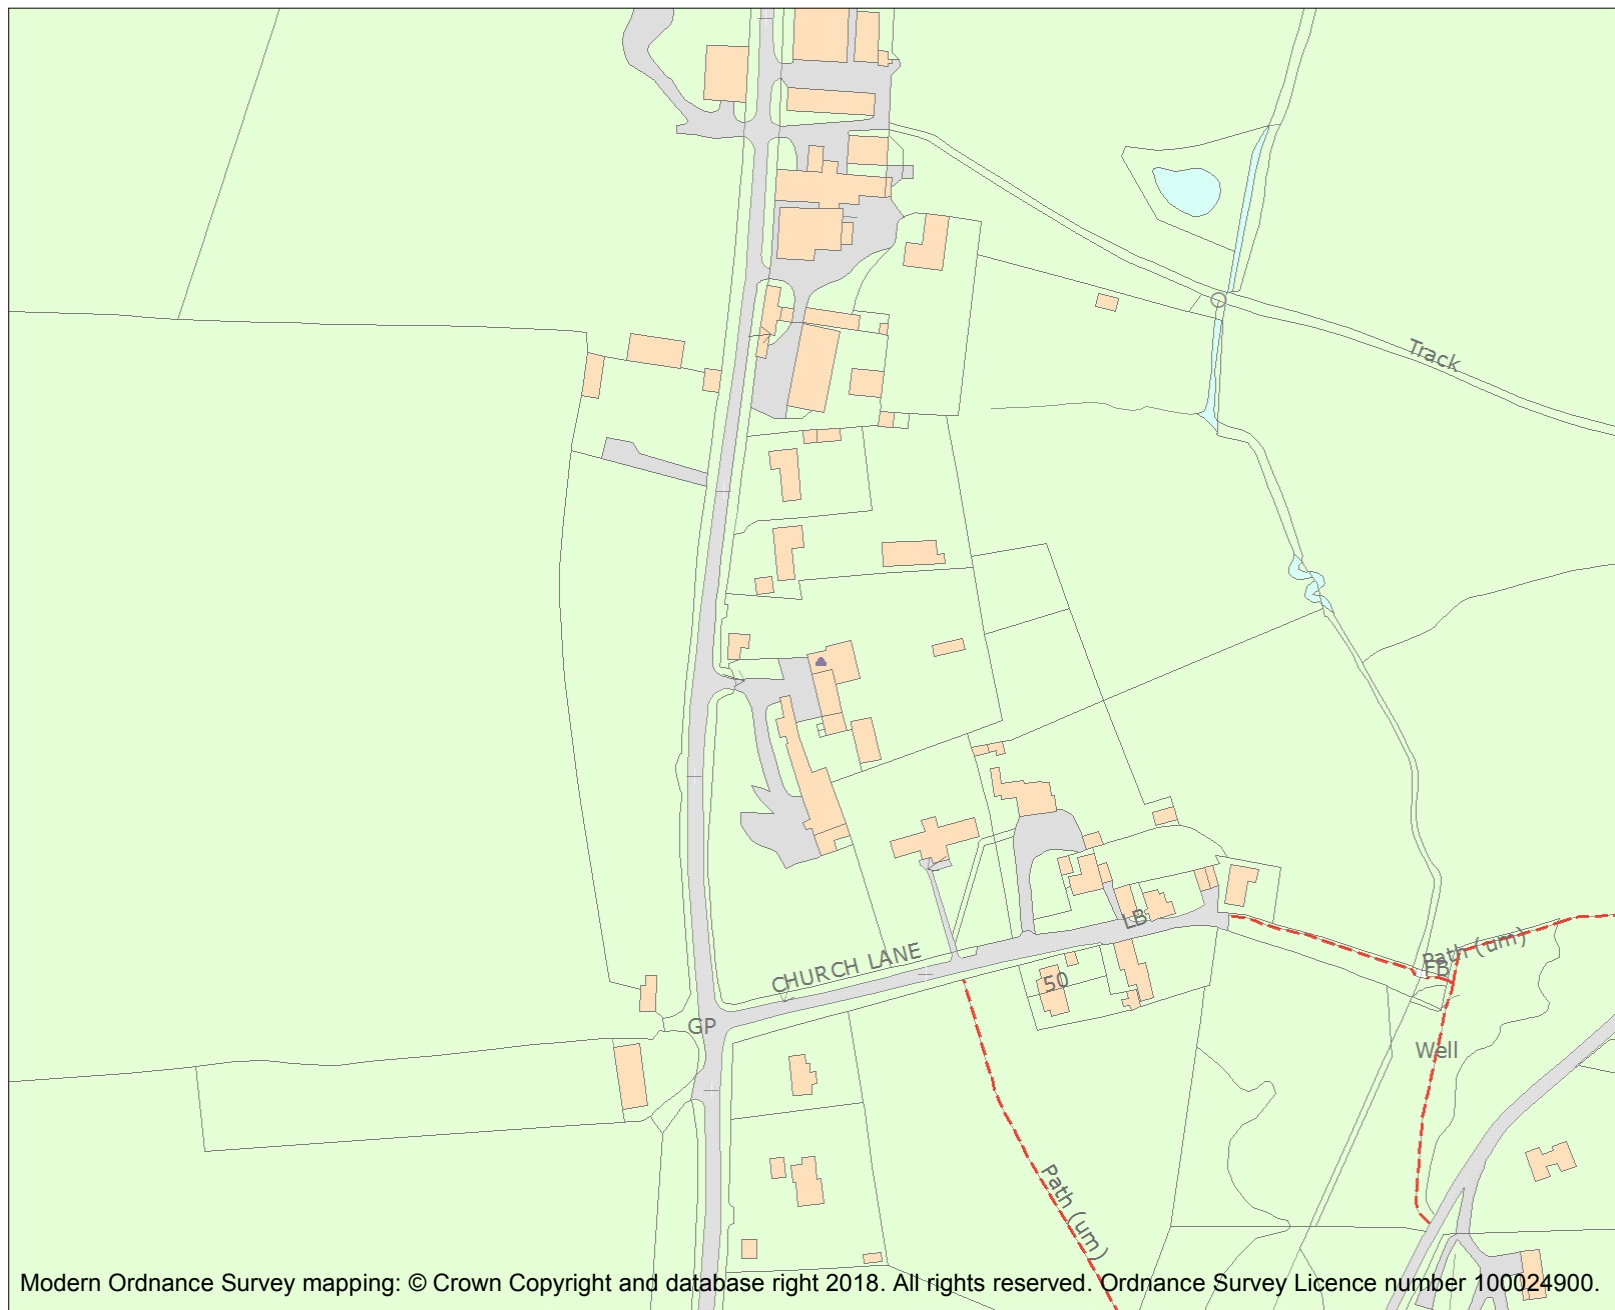 Track
LB
CHURCH LANE
Path (um)
FB
50
GP
Well
Path (um)
Modern Ordnance Survey mapping: © Crown Copyright and database right 2018. All rights reserved. Ordnance Survey Licence number 100024900.